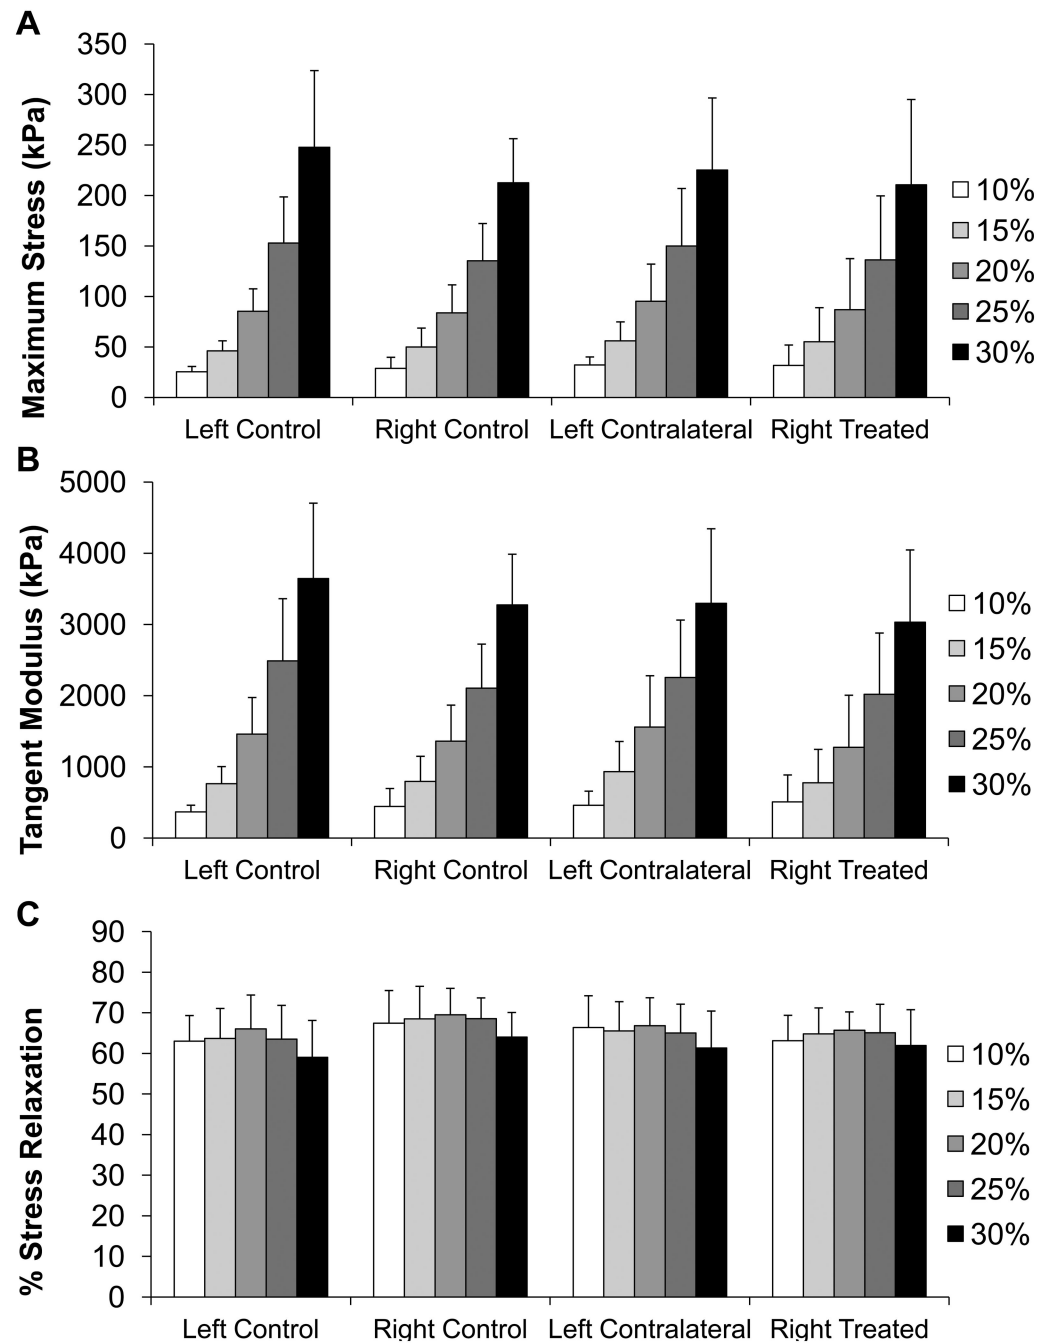 A
Maximum Stress (kPa)
350
300
250
200
150
100
50
0
Left Control
Right Control
Left Contralateral
Right Treated
10%
15%
20%
25%
30%
B
Tangent Modulus (kPa)
5000
4000
3000
2000
1000
0
Left Control
Right Control
Left Contralateral
Right Treated
10%
15%
20%
25%
30%
C
% Stress Relaxation
90
80
70
60
50
40
30
20
10
0
Left Control
Right Control
Left Contralateral
Right Treated
10%
15%
20%
25%
30%